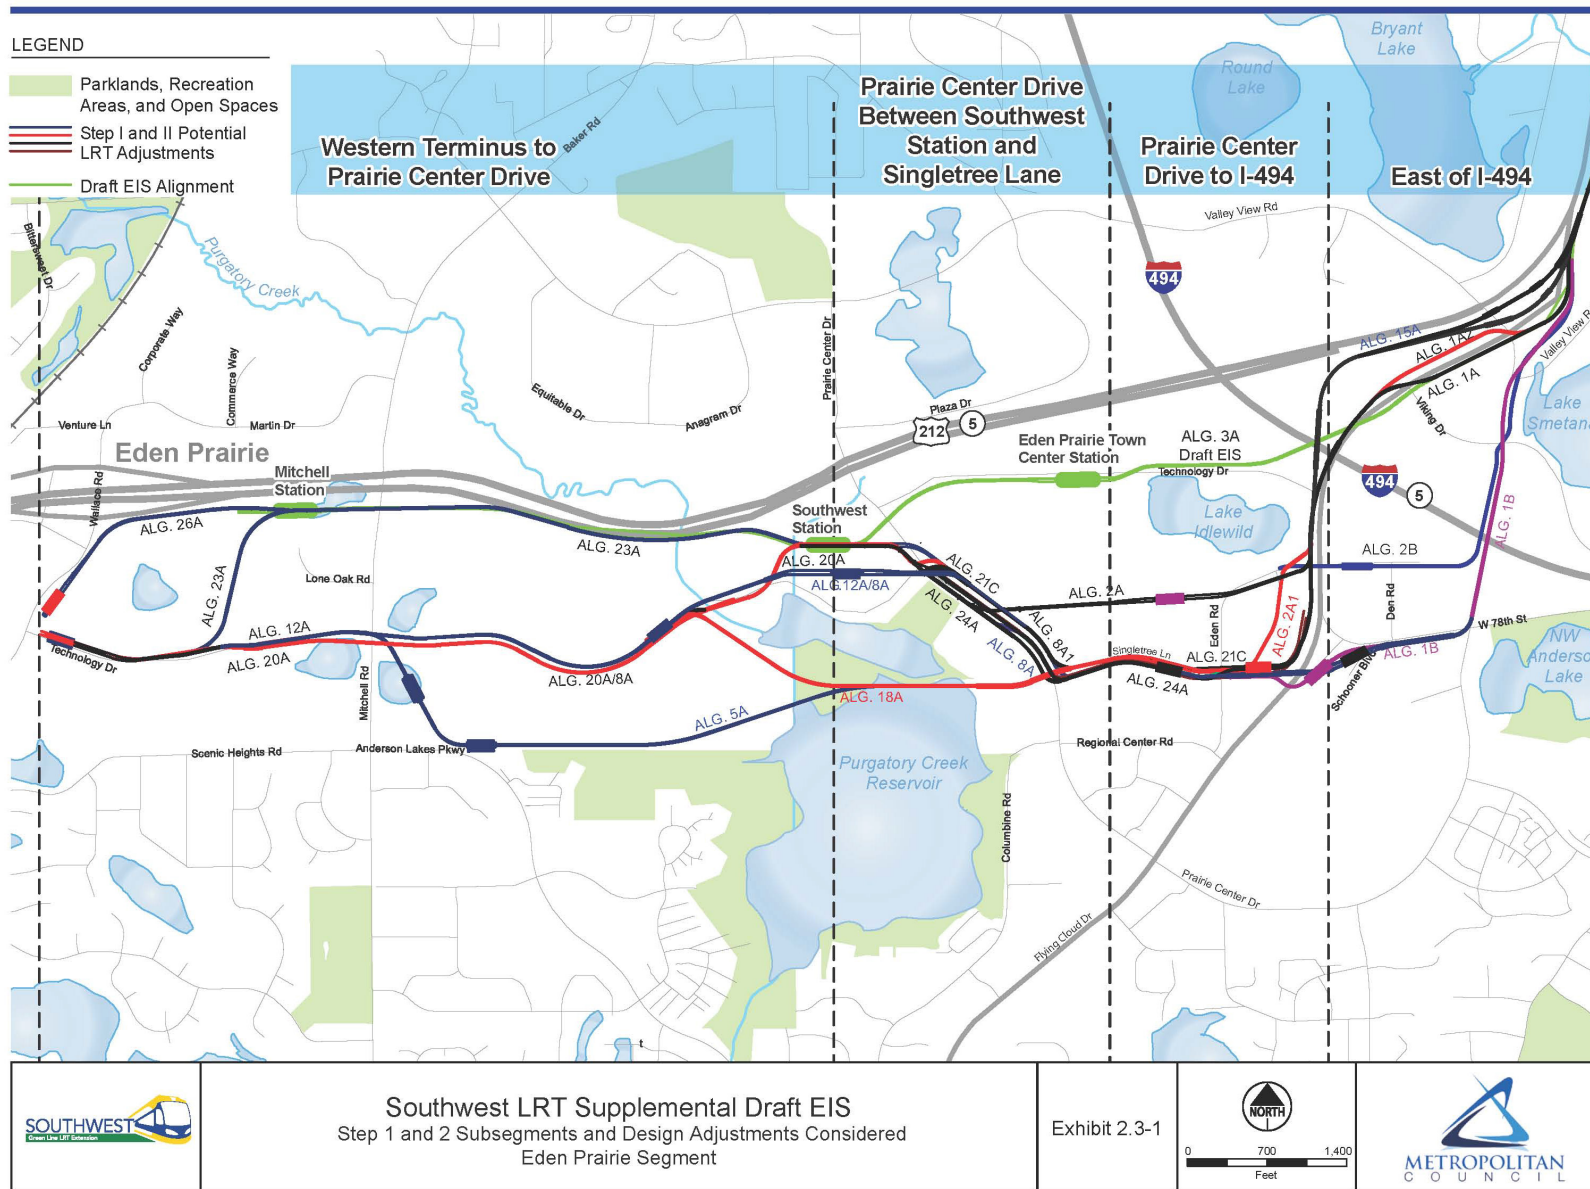 LEGEND
Parklands, Recreation
Areas, and Open Spaces
Step I and II Potential
LRT Adjustments
Draft EIS Alignment
Western Terminus to
Prairie Center Drive
Prairie Center Drive
Between Southwest
Station and
Singletree Lane
Prairie Center
Drive to I-494
East of I-494
Bryant
Lake
Round
Lake
Baker Rd
Valley View Rd
Bittersweet Dr
Purgatory Creek
494
Corporate Way
Commerce Way
Prairie Center Dr
Equitable Dr
Anagram Dr
Plaza Dr
212
5
ALG. 15A
ALG. 1A2
ALG. 1A
Valley View R
Viking Dr
Lake
Smetana
Venture Ln
Martin Dr
Eden Prairie
Mitchell
Station
Wallace Rd
ALG. 26A
ALG. 23A
ALG. 23A
Lone Oak Rd
Southwest
Station
Eden Prairie Town
Center Station
ALG. 3A
Draft EIS
Technology Dr
494
5
Lake
Idlewild
ALG. 1B
ALG. 20A
ALG.12A/8A
ALG. 21C
ALG. 24A
ALG. 8A1
ALG. 8A
ALG. 2A
ALG. 2B
Eden Rd
ALG. 2A1
Den Rd
W 78th St
ALG. 12A
ALG. 20A
Technology Dr
ALG. 20A/8A
Mitchell Rd
Singletree Ln
ALG. 21C
ALG. 24A
ALG. 1B
Schooner Blvd
NW
Anderso
Lake
ALG. 5A
ALG. 18A
Scenic Heights Rd
Anderson Lakes Pkwy
Purgatory Creek
Reservoir
Regional Center Rd
Columbine Rd
Prairie Center Dr
Flying Cloud Dr
t
SOUTHWEST
Green Line LRT Extension
Southwest LRT Supplemental Draft EIS
Step 1 and 2 Subsegments and Design Adjustments Considered
Eden Prairie Segment
Exhibit 2.3-1
NORTH
0 700 1,400
Feet
METROPOLITAN
COUNCIL